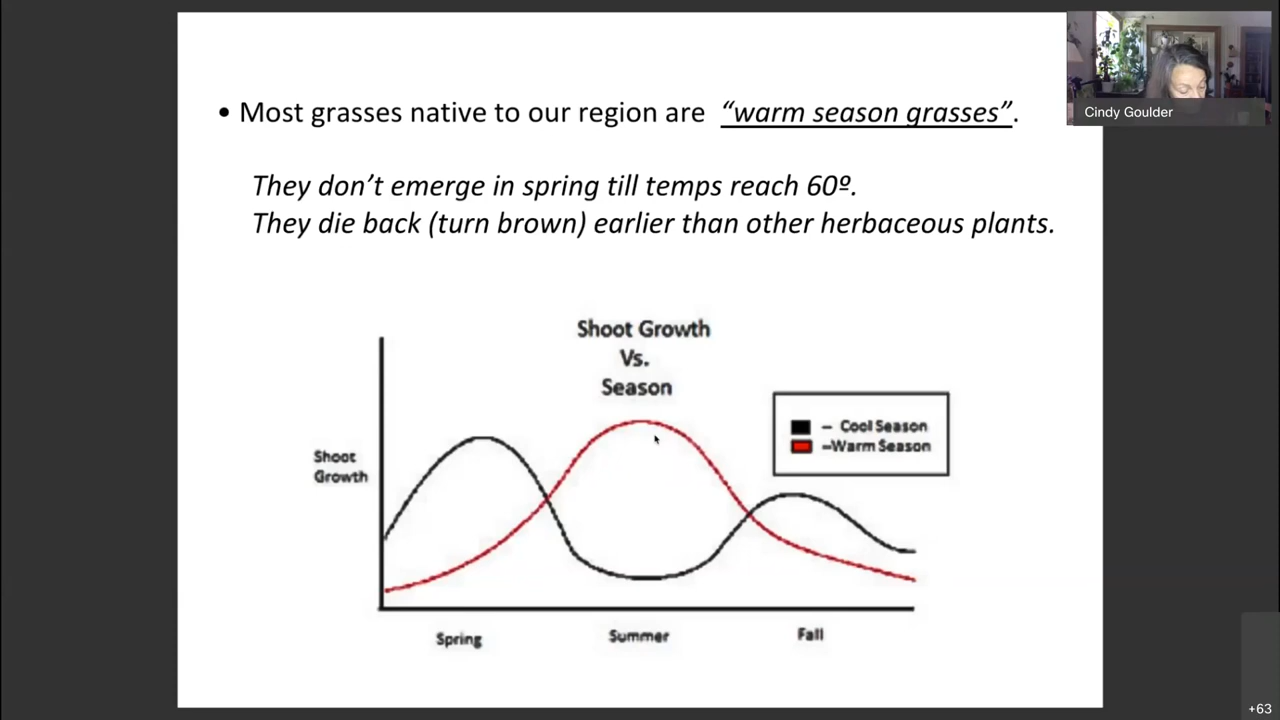 • Most grasses native to our region are “warm season grasses”.
They don’t emerge in spring till temps reach 60º.
They die back (turn brown) earlier than other herbaceous plants.
Shoot Growth
Vs.
Season
Shoot
Growth
– Cool Season
–Warm Season
Spring Summer Fall
Cindy Goulder
+63